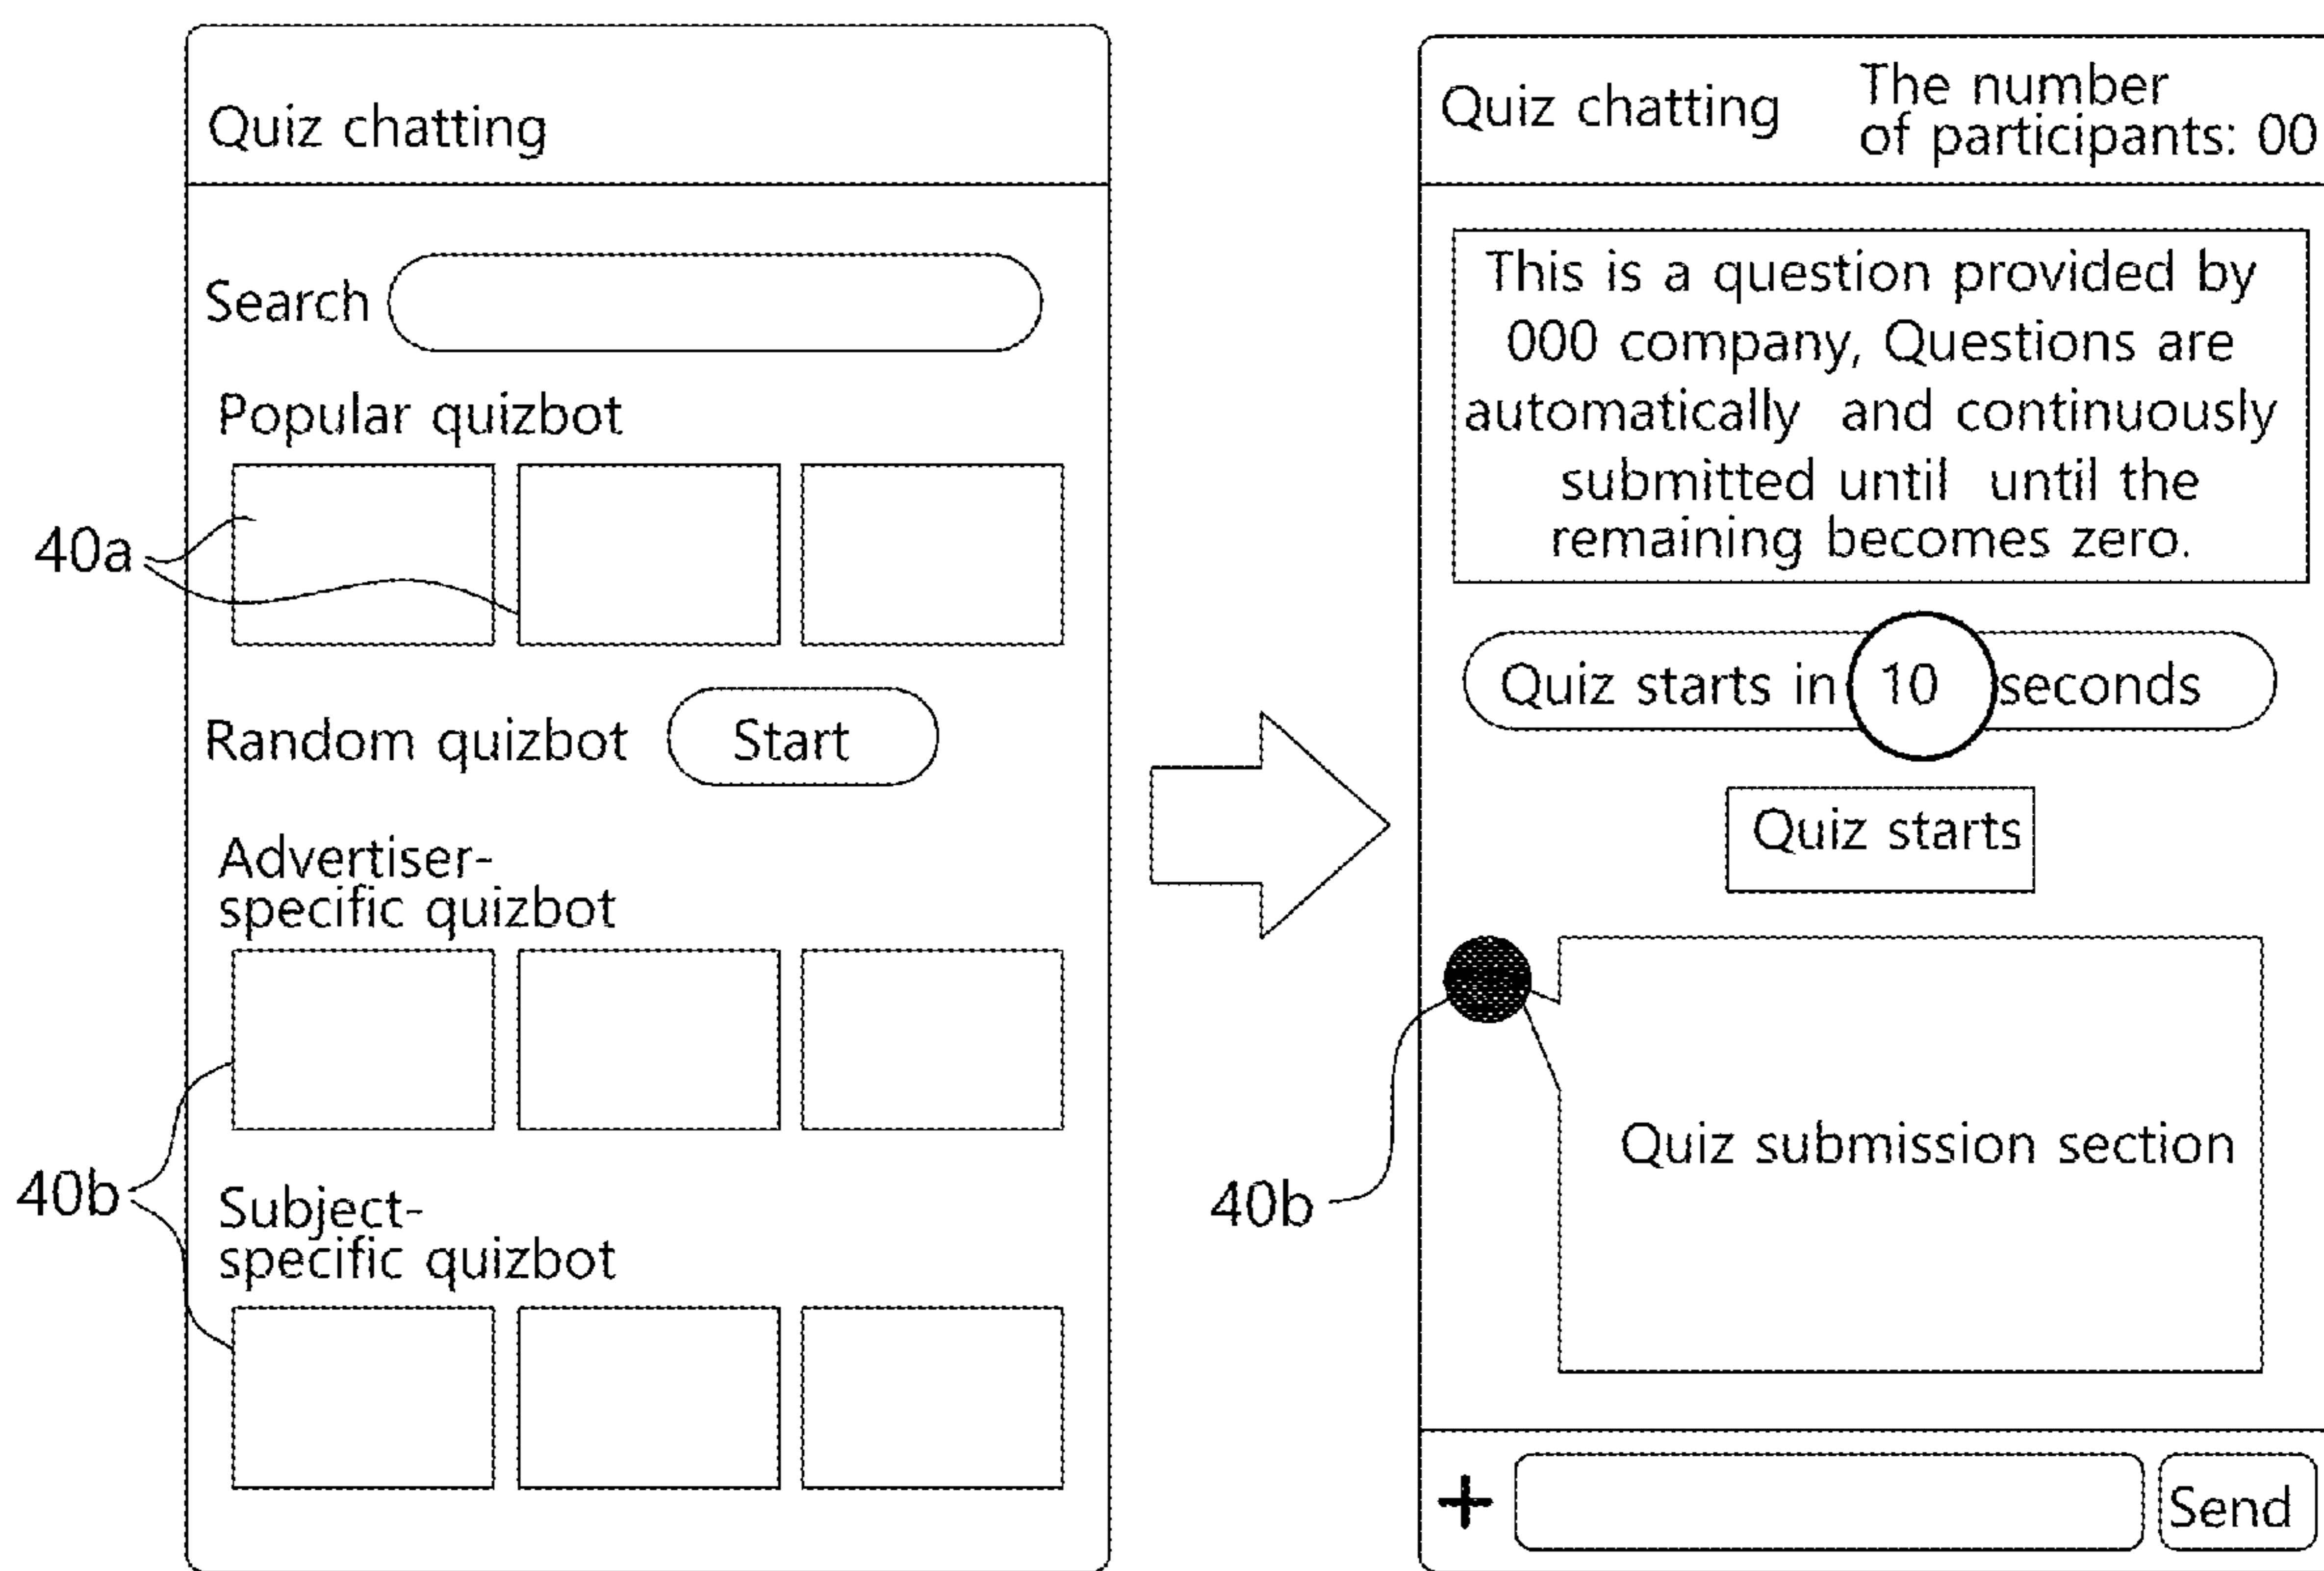 Quiz chatting
Search
Popular quizbot
40a
Random quizbot
Start
Advertiser-
specific quizbot
40b
Subject-
specific quizbot
Quiz chatting
The number
of participants: 00
This is a question provided by
000 company, Questions are
automatically and continuously
submitted until until the
remaining becomes zero.
Quiz starts in 10 seconds
Quiz starts
40b
Quiz submission section
+
Send